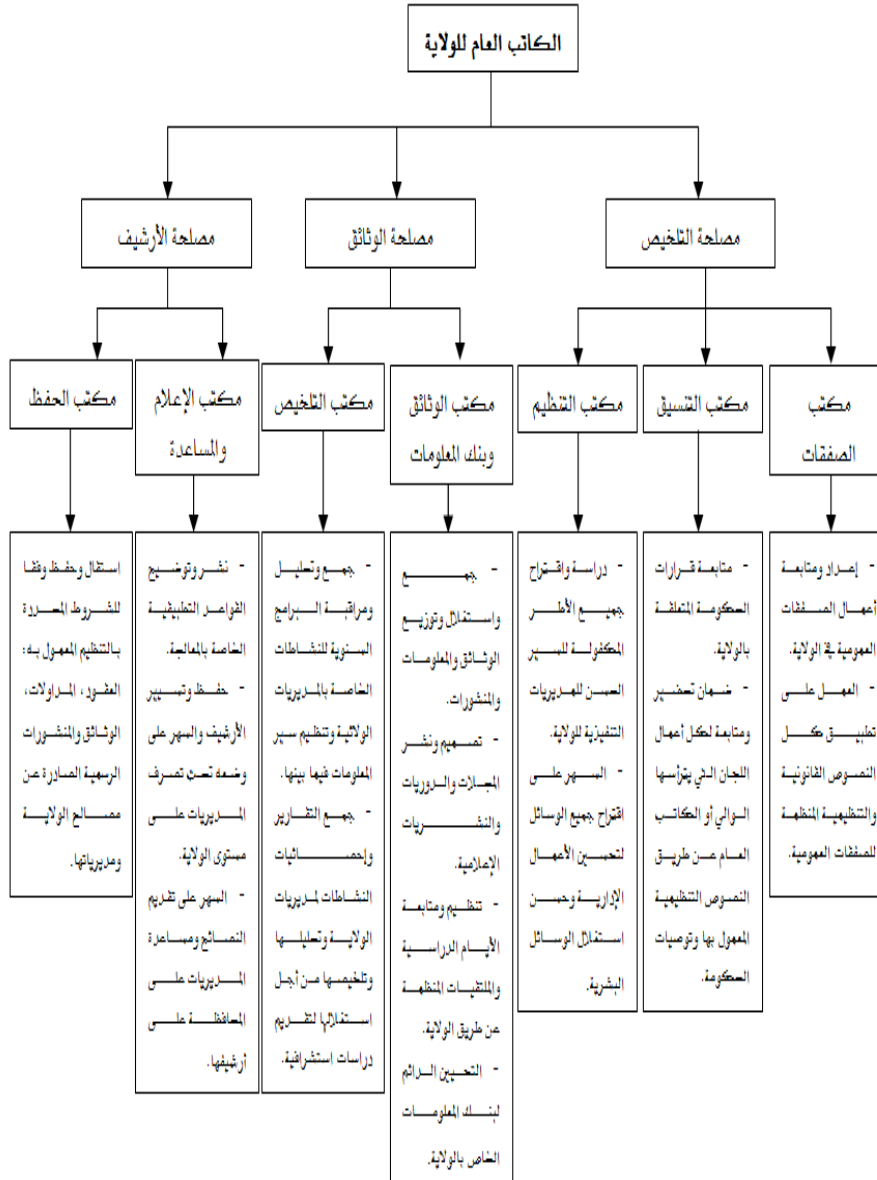 الكاتب العام للولاية
مصلحة التلخيص
مصلحة الوثائق
مصلحة الأرشيف
مكتب
الصفقات
مكتب التنسيق
مكتب التنظيم
مكتب الوثائق
وبنك المعلومات
مكتب التلخيص
مكتب الإعلام
والمساعدة
مكتب الحفظ
- إعداد ومتابعة
أعمال الصفقات
العمومية في الولاية.
- العمل على
تطبيق كل
النصوص القانونية
والتنظيمية المنظمة
للصفقات العمومية.
- متابعة قرارات
الحكومة المتعلقة
بالولاية.
- ضمان تحضير
ومتابعة لكل أعمال
اللجان التي يترأسها
الوالي أو الكاتب
العام عن طريق
النصوص التنظيمية
المعمول بها وتوصيات
الحكومة.
- دراسة واقتراح
جميع الأطر
المكفولة للسير
الحسن للمديريات
التنفيذية للولاية.
- السهر على
اقتراح جميع الوسائل
لتحسين الأعمال
الإدارية وحسن
استغلال الوسائل
البشرية.
- جمع
واستغلال وتوزيع
الوثائق والمعلومات
والمنشورات.
- تصميم ونشر
المجلات والدوريات
والنشريات
الإعلامية.
- تنظيم ومتابعة
الأيام الدراسية
والملتقيات المنظمة
عن طريق الولاية.
- التحيين الدائم
لبنك المعلومات
الخاص بالولاية.
- جمع وتحليل
ومراقبة البرامج
السنوية للنشاطات
الخاصة بالمديريات
الولائية وتنظيم سير
المعلومات فيما بينها.
- جمع التقارير
وإحصائيات
النشاطات لمديريات
الولاية وتحليلها
وتلخيصها من أجل
استغلالها لتقديم
دراسات استشرافية.
- نشر وتوضيح
القواعد التطبيقية
الخاصة بالمعالجة.
- حفظ وتسيير
الأرشيف والسهر على
وضعه تحت تصرف
المديريات على
مستوى الولاية.
- السهر على تقديم
النصائح ومساعدة
المديريات على
المحافظة على
أرشيفها.
استقبال وحفظ وفقا
للشروط المحددة
بالتنظيم المعمول به:
العقود، المداولات،
الوثائق والمنشورات
الرسمية الصادرة عن
مصالح الولاية
ومديرياتها.